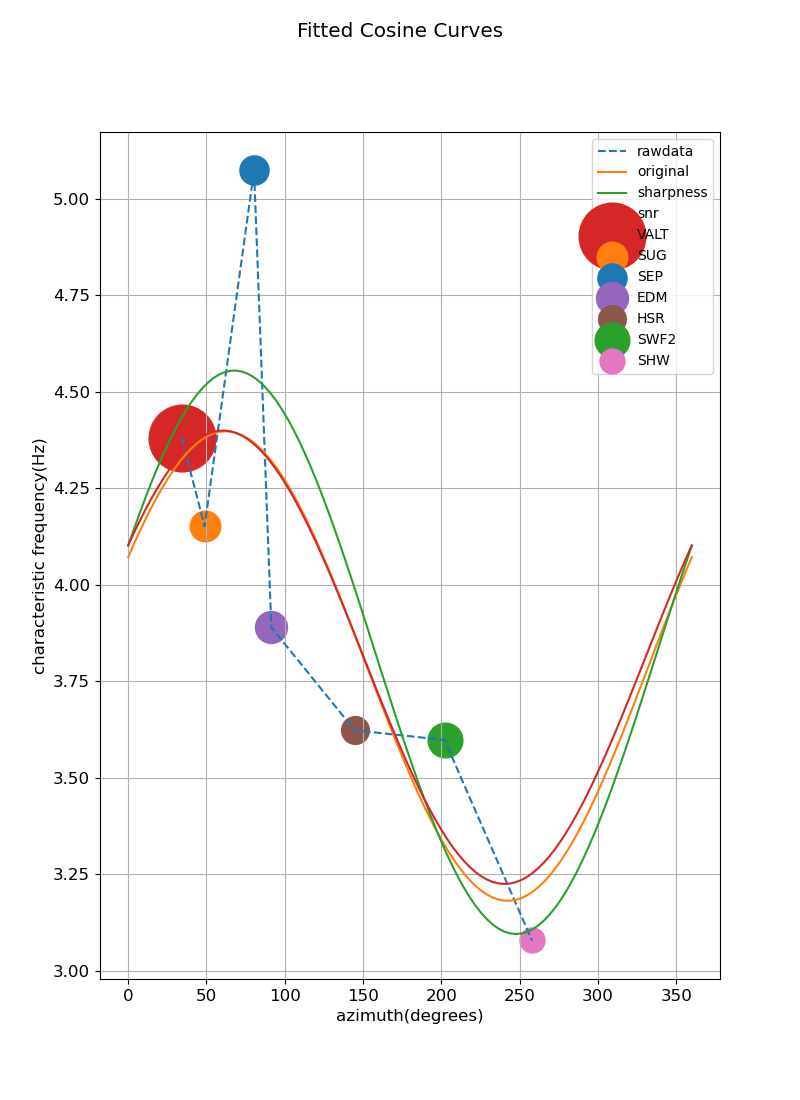 Fitted Cosine Curves
rawdata
original
sharpness
snr
VALT
SUG
SEP
EDM
HSR
SWF2
SHW
characteristic frequency(Hz)
5.00
4.75
4.50
4.25
4.00
3.75
3.50
3.25
3.00
0 50 100 150 200 250 300 350
azimuth(degrees)